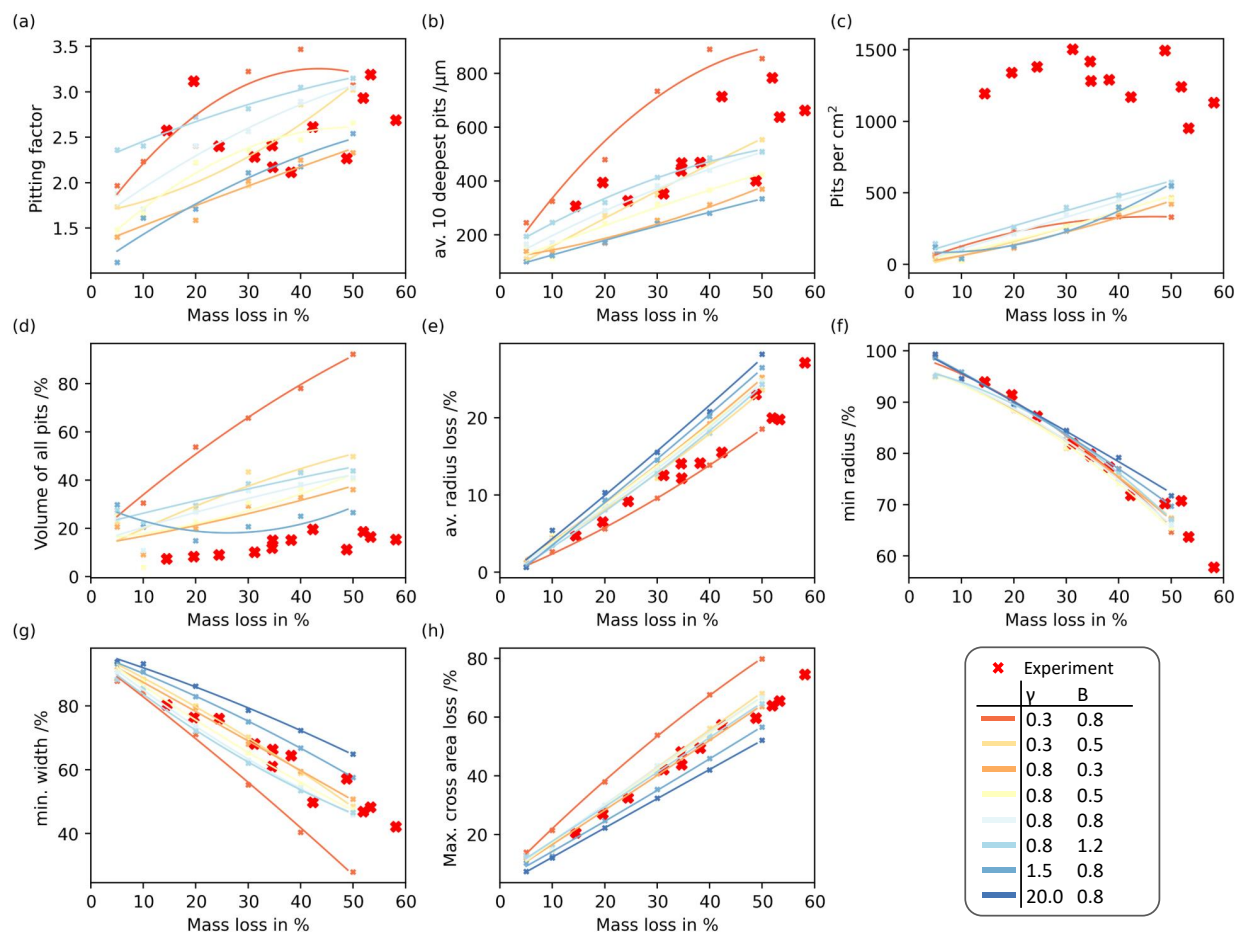 (a)
3.5
3.0
2.5
2.0
1.5
Pitting factor
0 10 20 30 40 50 60
Mass loss in %
(b)
800
600
400
200
av. 10 deepest pits /μm
0 10 20 30 40 50 60
Mass loss in %
(c)
1500
1000
500
0
Pits per cm²
0 10 20 30 40 50 60
Mass loss in %
(d)
80
60
40
20
0
Volume of all pits /%
0 10 20 30 40 50 60
Mass loss in %
(e)
20
10
0
av. radius loss /%
0 10 20 30 40 50 60
Mass loss in %
(f)
100
90
80
70
60
min radius /%
0 10 20 30 40 50 60
Mass loss in %
(g)
80
60
40
min. width /%
0 10 20 30 40 50 60
Mass loss in %
(h)
80
60
40
20
Max. cross area loss /%
0 10 20 30 40 50 60
Mass loss in %
Experiment
γ B
0.3 0.8
0.3 0.5
0.8 0.3
0.8 0.5
0.8 0.8
0.8 1.2
1.5 0.8
20.0 0.8